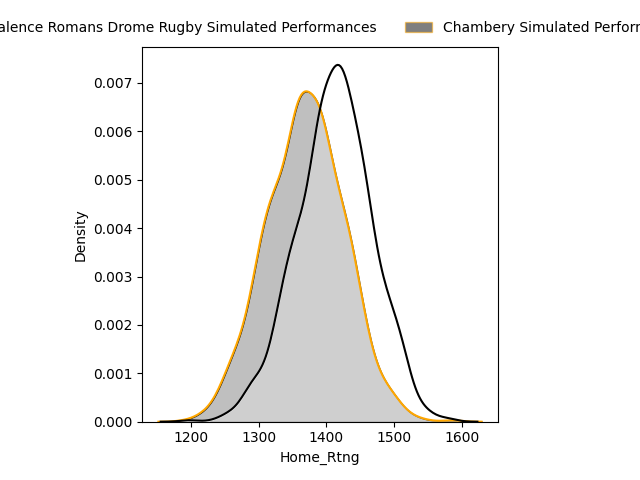 alence Romans Drome Rugby Simulated Performances
Chambery Simulated Perfor
0.007
0.006
0.005
0.004
0.003
0.002
0.001
0.000
Density
1200 1300 1400 1500 1600
Home_Rtng